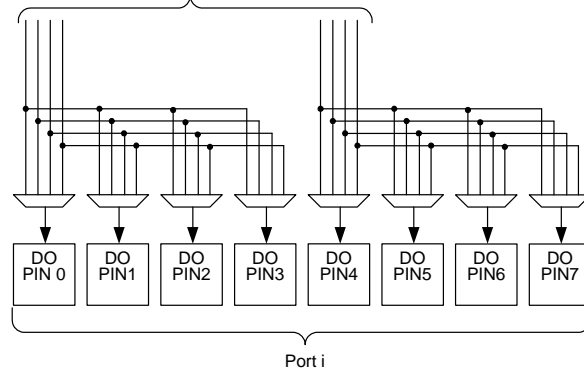 DO
PIN 0
DO
PIN1
DO
PIN2
DO
PIN3
DO
PIN4
DO
PIN5
DO
PIN6
DO
PIN7
Port i